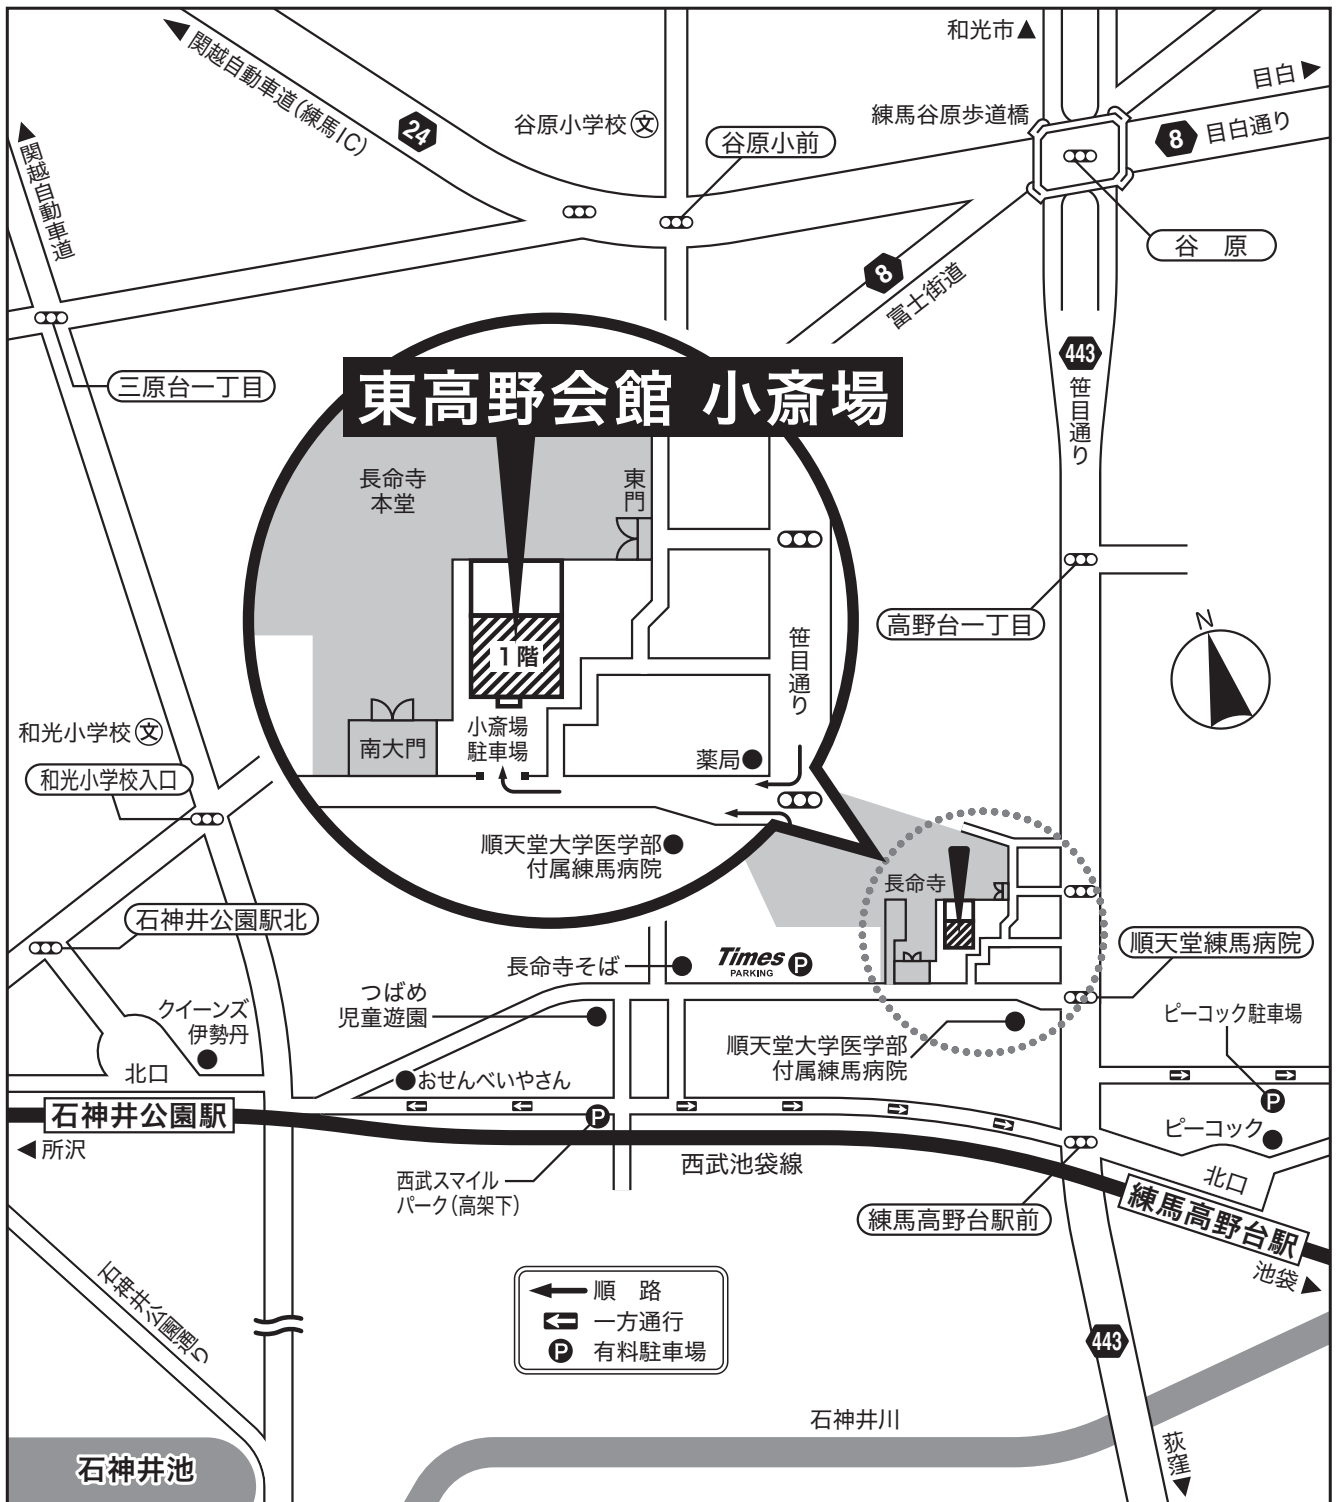 和光市▲
関越自動車道(練馬IC)
24
谷原小学校 文
谷原小前
練馬谷原歩道橋
目白▶
8
目白通り
関越自動車道
谷　原
8
富士街道
三原台一丁目
443
笹目通り
東高野会館 小斎場
長命寺
本堂
東門
1階
笹目通り
高野台一丁目
N
和光小学校 文
和光小学校入口
南大門
小斎場
駐車場
薬局
順天堂大学医学部
付属練馬病院
長命寺
石神井公園駅北
順天堂練馬病院
長命寺そば
Times
PARKING
P
つばめ
児童遊園
クイーンズ
伊勢丹
ピーコック駐車場
順天堂大学医学部
付属練馬病院
北口
おせんべいやさん
石神井公園駅
P
P
ピーコック
◀所沢
西武池袋線
西武スマイル
パーク(高架下)
北口
練馬高野台駅前
練馬高野台駅
池袋▶
石神井公園通り
順　路
一方通行
P 有料駐車場
443
石神井川
石神井池
荻窪▼